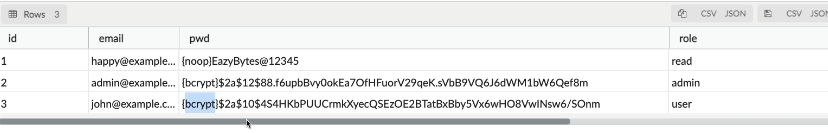 Rows 3 CSV JSON CSV JSON
id email pwd role
1 happy@example... {noop}EazyBytes@12345 read
2 admin@example... {bcrypt}$2a$12$88.f6upbBvy0okEa7OfHFuorV29qeK.sVbB9VQ6J6dWM1bW6Qef8m admin
3 john@example.c... {bcrypt}$2a$10$4S4HKbPUUCrmkXyecQSEzOE2BTatBxBby5Vx6wHO8VwINsw6/SOnm user